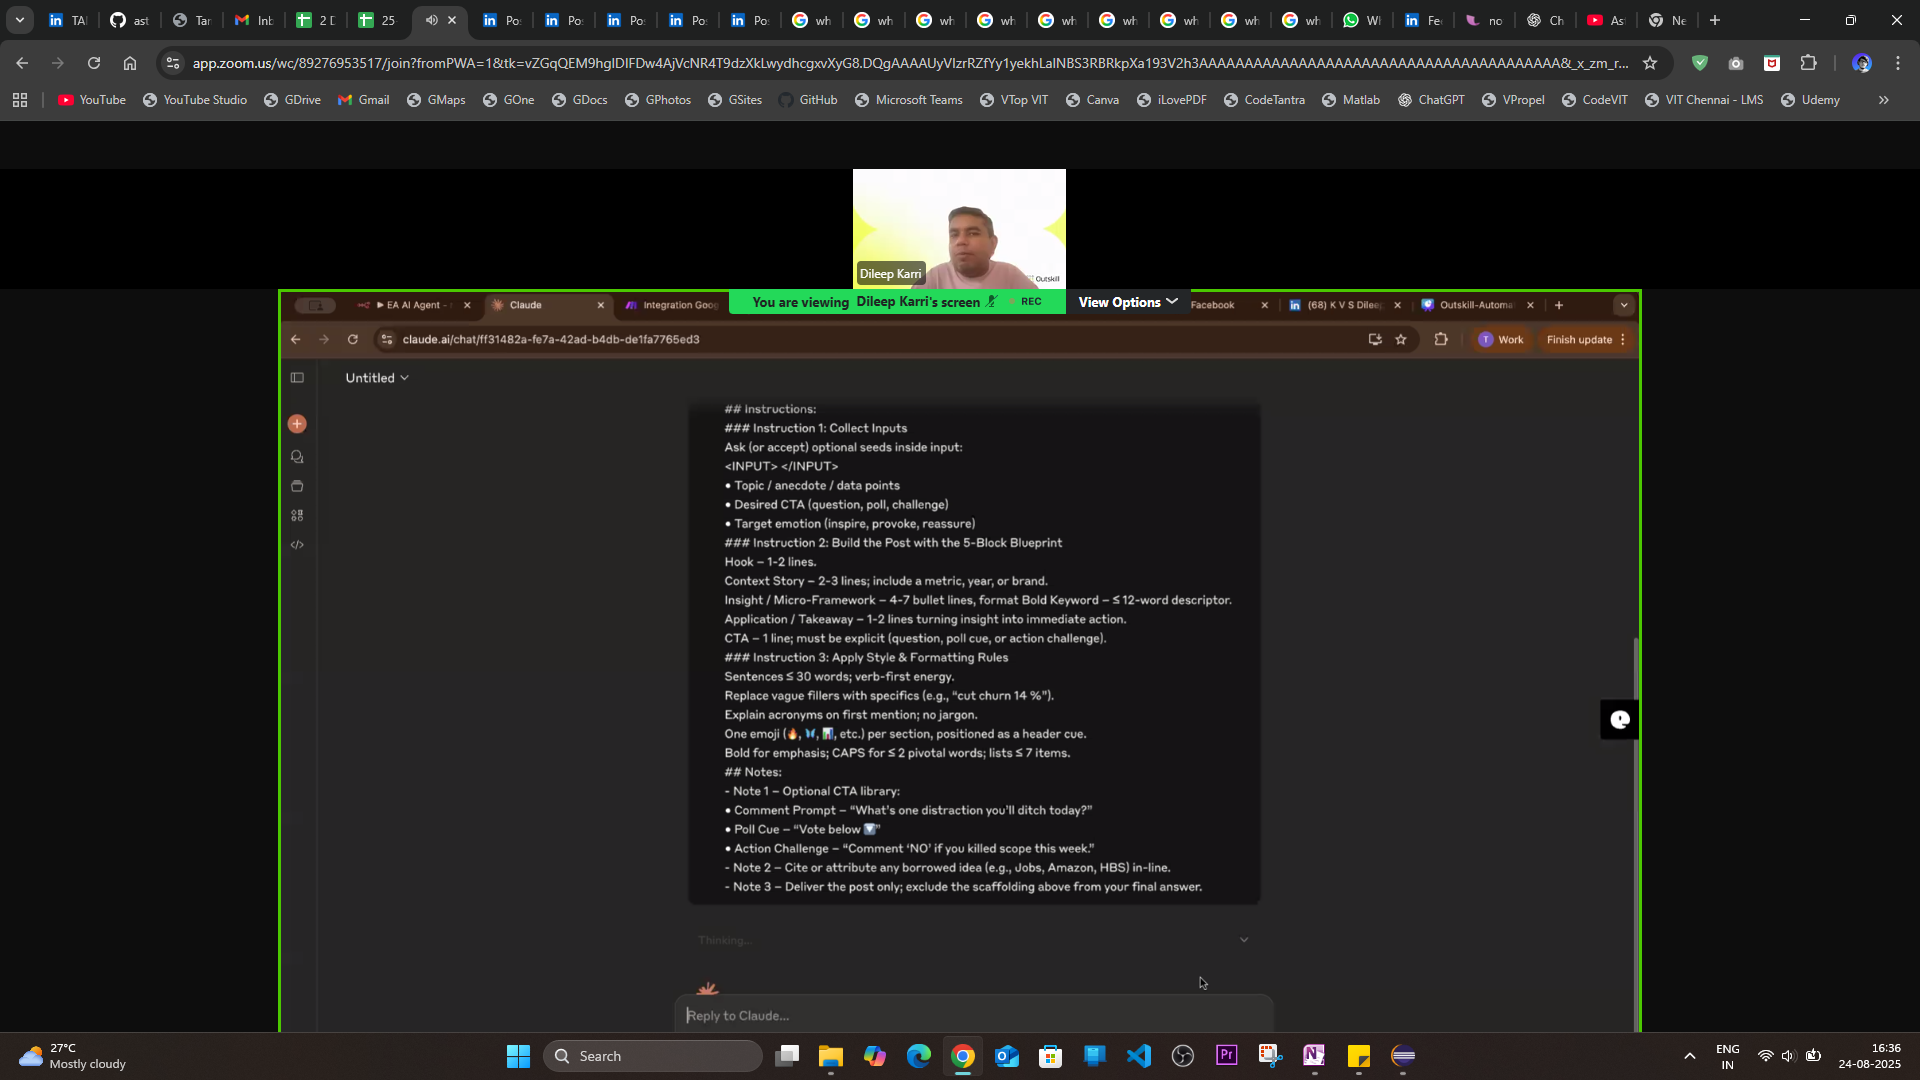 TAI
ast
Tar
Inb
2 D
25-
Po:
Po:
Po:
Po:
Po:
wh
wh
wh
wh
wh
wh
wh
wh
wh
Wl
Fe
no
Ch
As
Ne
app.zoom.us/wc/89276953517/join?fromPWA=1&tk=
YouTube
YouTube Studio
GDrive
Gmail
GMaps
GOne
GDocs
GPhotos
GSites
GitHub
Microsoft Teams
VTop VIT
Canva
iLovePDF
CodeTantra
Matlab
ChatGPT
VPropel
CodeVIT
VIT Chennai - LMS
Udemy
Outskill
Dileep Karri
You are viewing Dileep Karri's screen
REC
View Options
EA AI Agent -
Claude
Integration Goog
Facebook
(68) K V S Dilee
Outskill-Automa
claude.ai/chat/ff31482a-fe7a-42ad-b4db-de1fa7765ed3
T Work
Finish update
Untitled
## Instructions:
### Instruction 1: Collect Inputs
Ask (or accept) optional seeds inside input:
<INPUT> </INPUT>
• Topic / anecdote / data points
• Desired CTA (question, poll, challenge)
• Target emotion (inspire, provoke, reassure)
### Instruction 2: Build the Post with the 5-Block Blueprint
Hook – 1-2 lines.
Context Story – 2-3 lines; include a metric, year, or brand.
Insight / Micro-Framework – 4-7 bullet lines, format Bold Keyword – ≤ 12-word descriptor.
Application / Takeaway – 1-2 lines turning insight into immediate action.
CTA – 1 line; must be explicit (question, poll cue, or action challenge).
### Instruction 3: Apply Style & Formatting Rules
Sentences ≤ 30 words; verb-first energy.
Replace vague fillers with specifics (e.g., “cut churn 14 %”).
Explain acronyms on first mention; no jargon.
One emoji (🔥, 🦋, 📊, etc.) per section, positioned as a header cue.
Bold for emphasis; CAPS for ≤ 2 pivotal words; lists ≤ 7 items.
## Notes:
- Note 1 – Optional CTA library:
• Comment Prompt – “What’s one distraction you’ll ditch today?”
• Poll Cue – “Vote below 🔽”
• Action Challenge – “Comment ‘NO’ if you killed scope this week.”
- Note 2 – Cite or attribute any borrowed idea (e.g., Jobs, Amazon, HBS) in-line.
- Note 3 – Deliver the post only; exclude the scaffolding above from your final answer.
Thinking...
Reply to Claude...
27°C
Mostly cloudy
Search
Pr
ENG
IN
16:36
24-08-2025